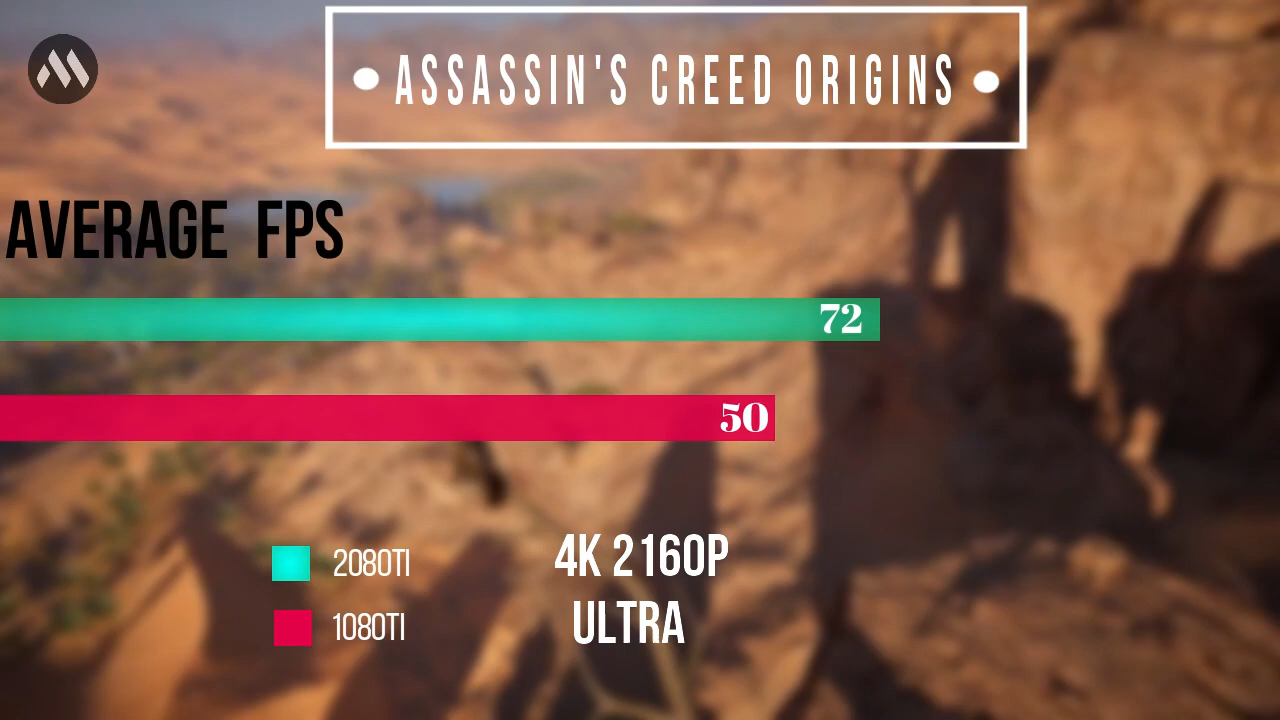 • ASSASSIN'S CREED ORIGINS •
AVERAGE FPS
72
50
2080TI
1080TI
4K 2160P
ULTRA